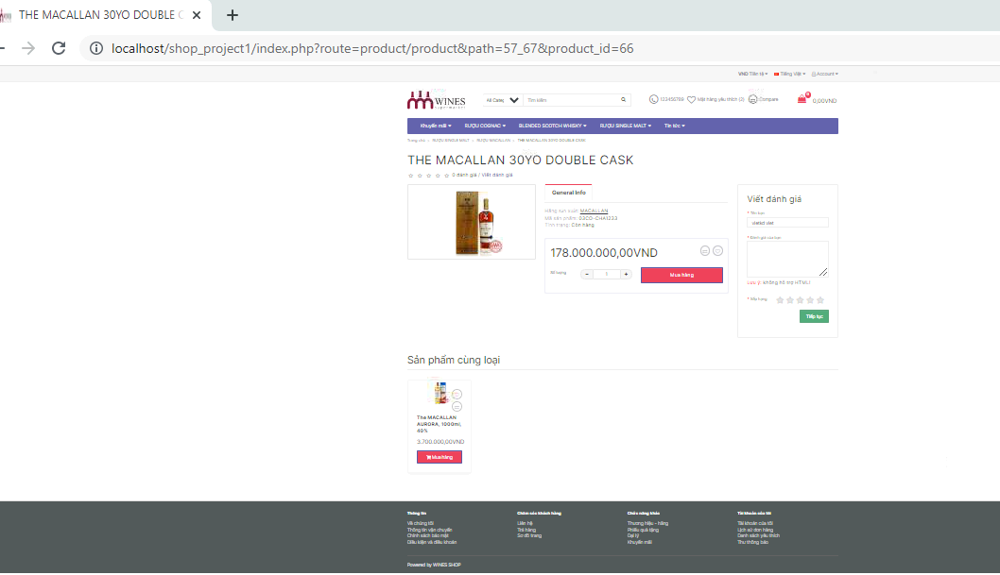 THE MACALLAN 30YO DOUBLE C
localhost/shop_project1/index.php?route=product/product&path=57_67&product_id=66
VND Tiền tệ Tiếng Việt Account
WINES
supermarket
All Categ Tìm kiếm 123456789 Mặt hàng yêu thích (2) Compare 0,00VND
Khuyến mãi RƯỢU COGNAC BLENDED SCOTCH WHISKY RƯỢU SINGLE MALT Tin tức
Trang chủ RƯỢU SINGLE MALT RƯỢU MACALLAN THE MACALLAN 30YO DOUBLE CASK
THE MACALLAN 30YO DOUBLE CASK
0 đánh giá / Viết đánh giá
General Info
Hãng sản xuất: MACALLAN
Mã sản phẩm: 03CO-CHA1233
Tình trạng: Còn hàng
178.000.000,00VND
Số lượng - 1 + Mua hàng
Viết đánh giá
* Tên bạn:
* Đánh giá của bạn:
Lưu ý: không hỗ trợ HTML!
* Xếp hạng:
Tiếp tục
Sản phẩm cùng loại
The MACALLAN
AURORA, 1000ml,
40%
3.700.000,00VND
Mua hàng
Thông tin
Về chúng tôi
Thông tin vận chuyển
Chính sách bảo mật
Điều kiện và điều khoản
Chăm sóc khách hàng
Liên hệ
Trả hàng
Sơ đồ trang
Chức năng khác
Thương hiệu - hãng
Phiếu quà tặng
Đại lý
Khuyến mãi
Tài khoản của tôi
Tài khoản của tôi
Lịch sử đơn hàng
Danh sách yêu thích
Thư thông báo
Powered by WINES SHOP